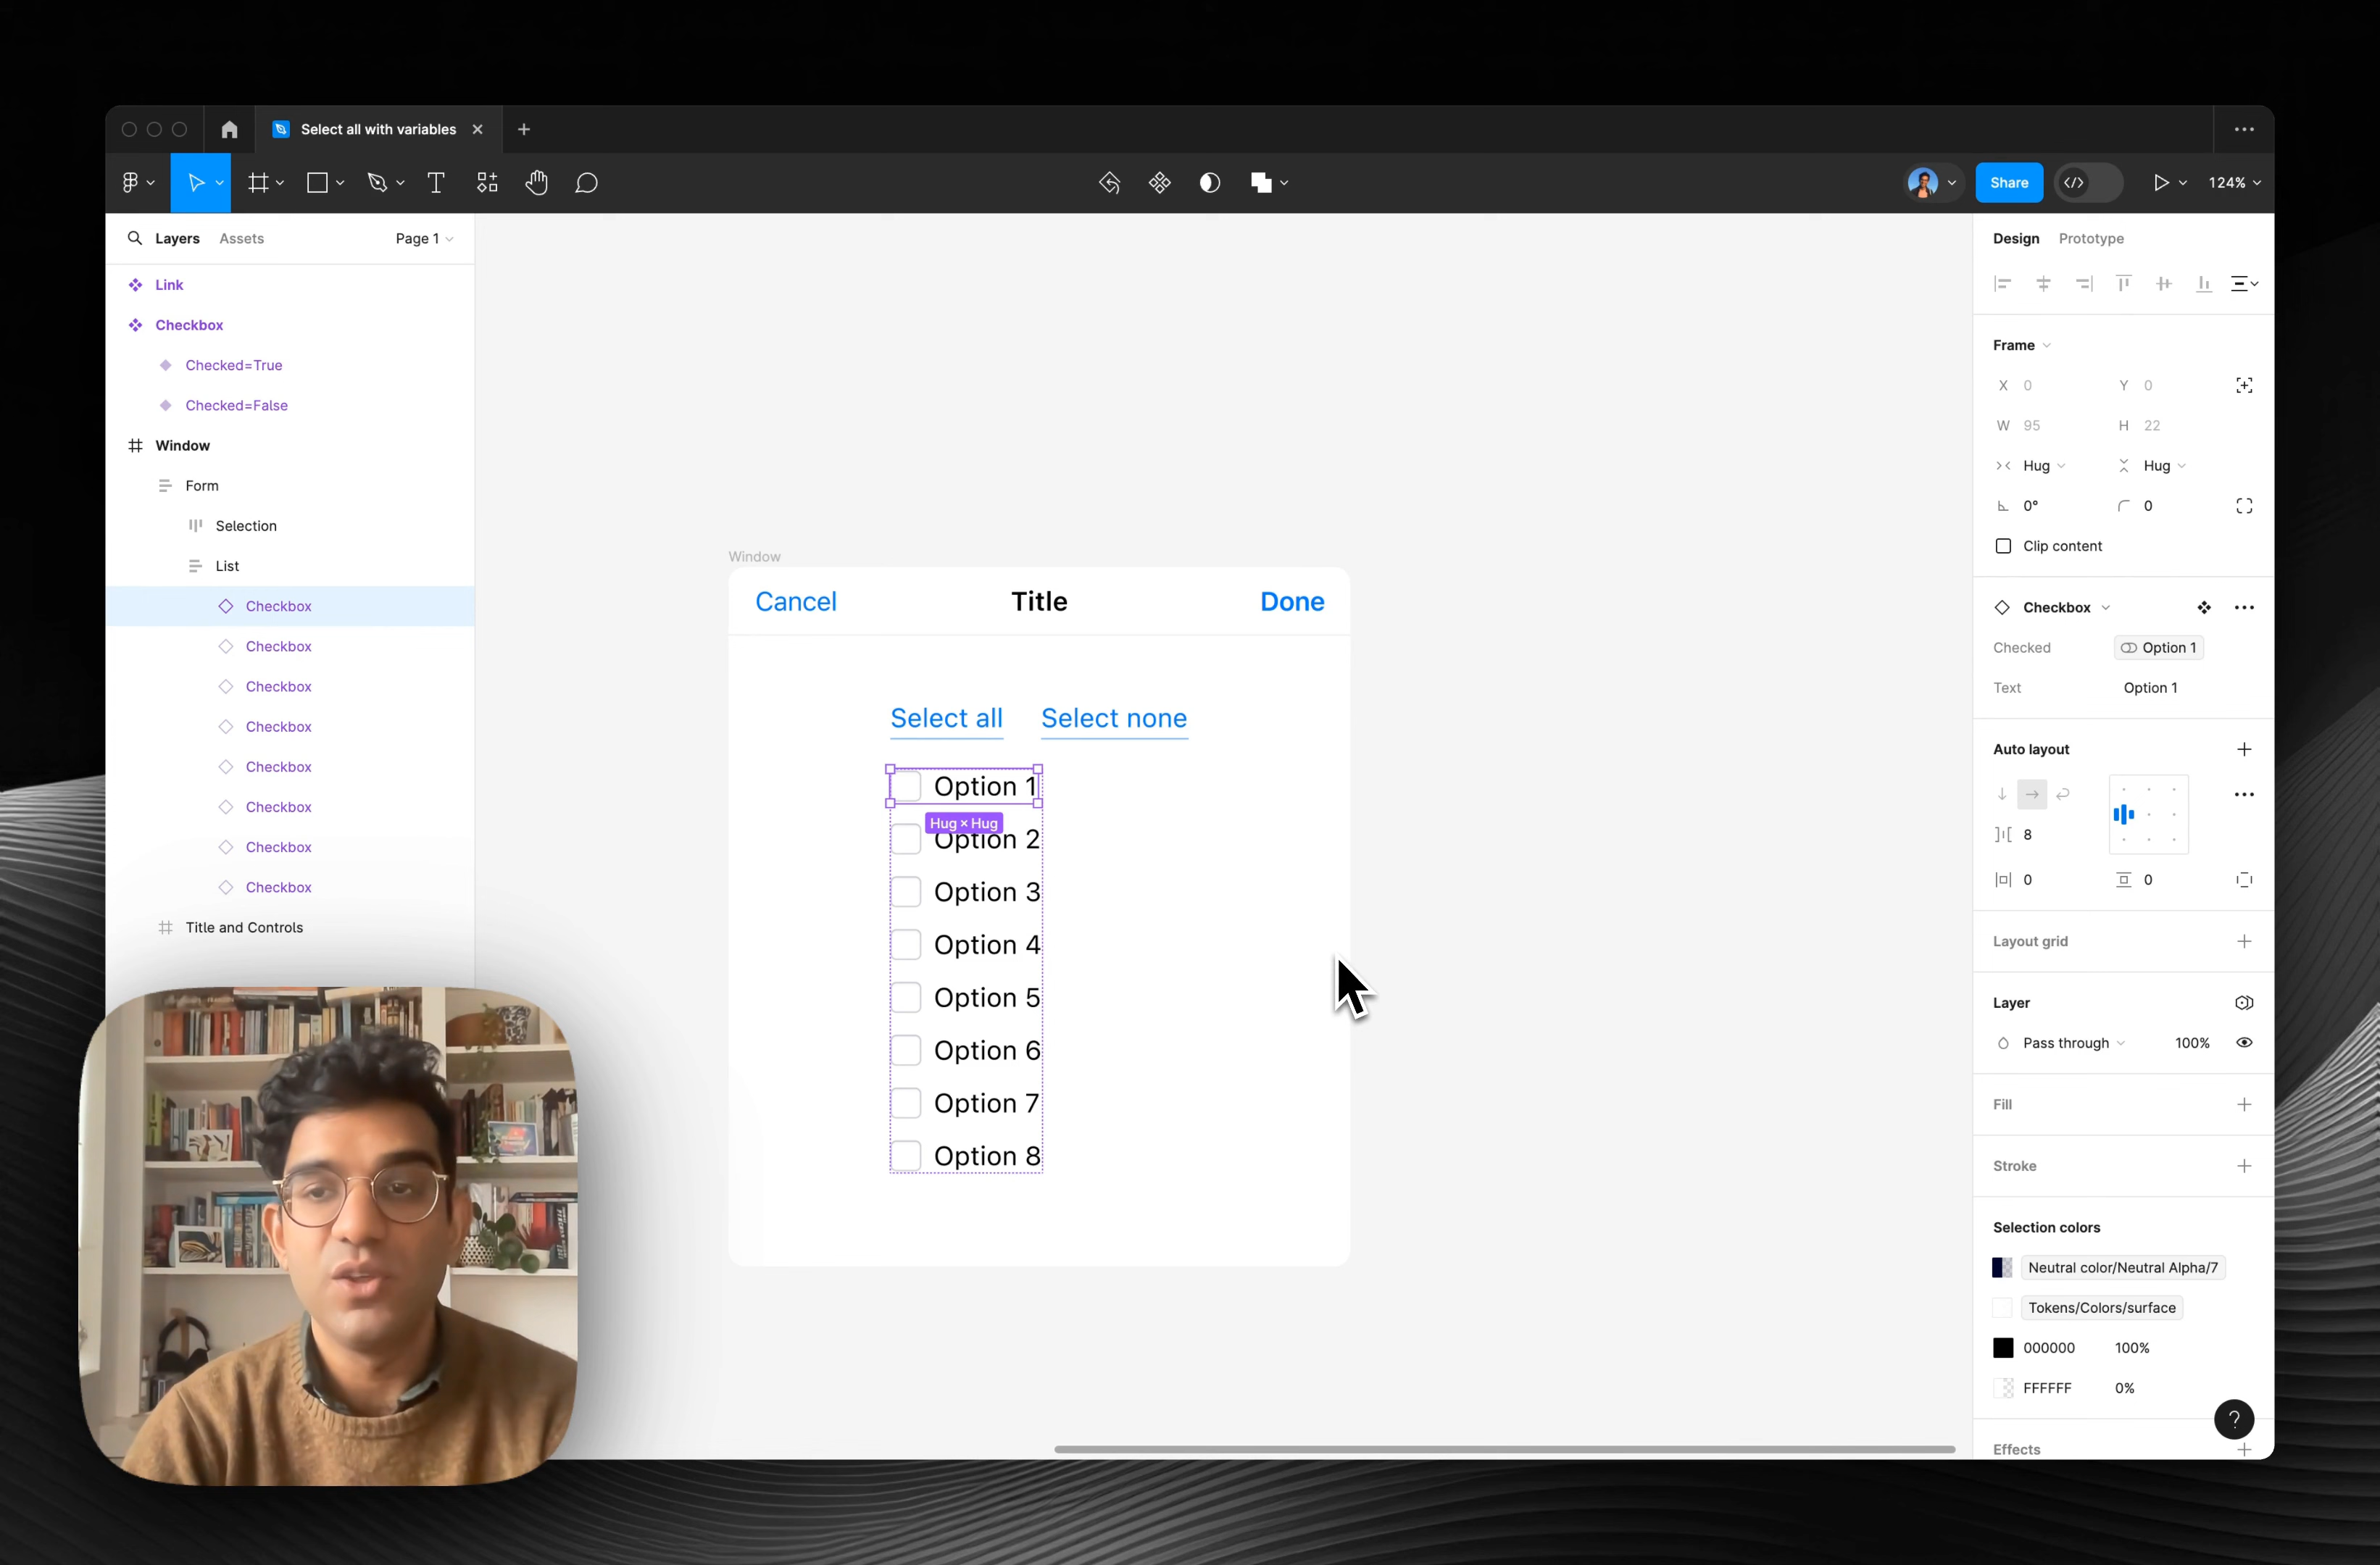 Select all with variables
Share
124%
Layers
Assets
Page 1
Link
Checkbox
Checked=True
Checked=False
Window
Form
Selection
List
Checkbox
Checkbox
Checkbox
Checkbox
Checkbox
Checkbox
Checkbox
Checkbox
Title and Controls
Window
Cancel
Title
Done
Select all
Select none
Option 1
Hug × Hug
Option 2
Option 3
Option 4
Option 5
Option 6
Option 7
Option 8
Design
Prototype
Frame
X 0
Y 0
W 95
H 22
Hug
Hug
0°
0
Clip content
Checkbox
Checked
Option 1
Text
Option 1
Auto layout
8
0
0
Layout grid
Layer
Pass through
100%
Fill
Stroke
Selection colors
Neutral color/Neutral Alpha/7
Tokens/Colors/surface
000000
100%
FFFFFF
0%
?
Effects